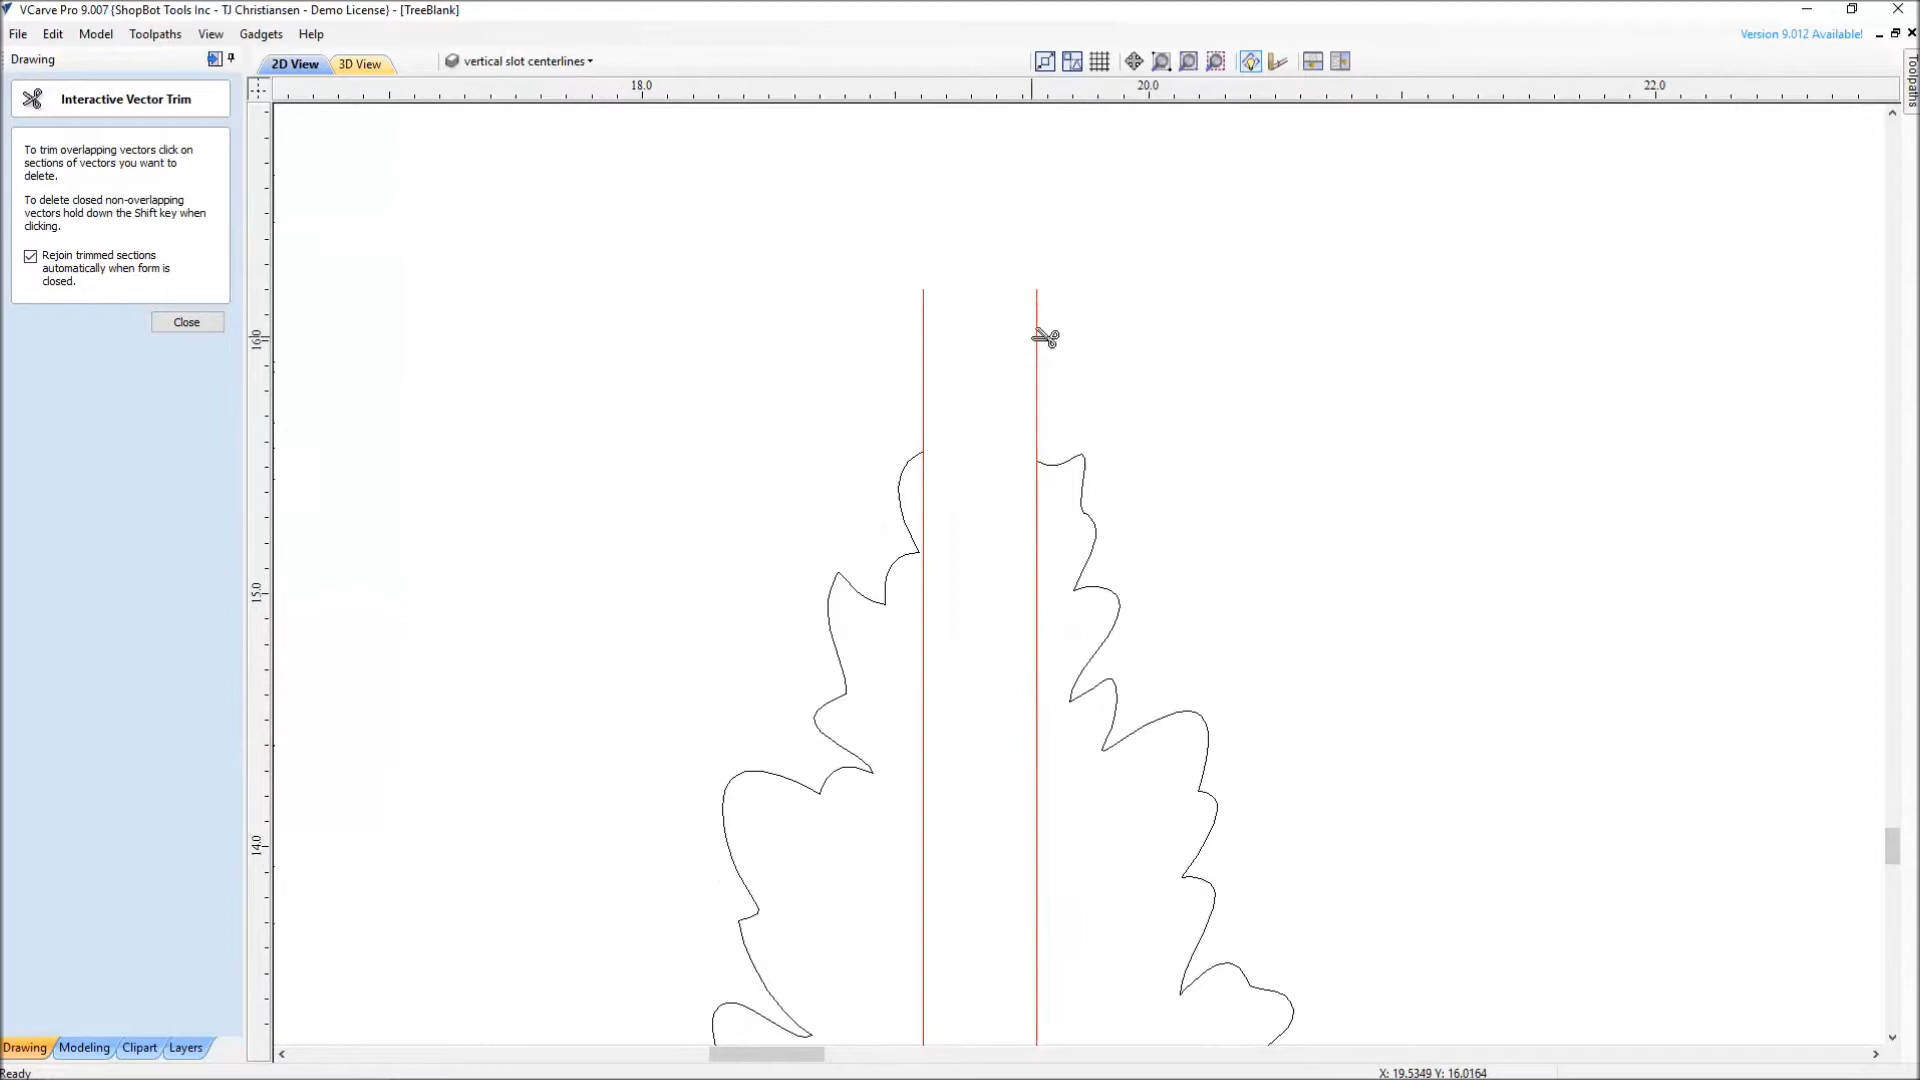 VCarve Pro 9.007 {ShopBot Tools Inc - TJ Christiansen - Demo License} - [TreeBlank]
File Edit Model Toolpaths View Gadgets Help
Version 9.012 Available!
Drawing
2D View 3D View
vertical slot centerlines
Toolpaths
18.0 20.0 22.0
Interactive Vector Trim
To trim overlapping vectors click on
sections of vectors you want to
delete.
To delete closed non-overlapping
vectors hold down the Shift key when
clicking.
Rejoin trimmed sections
automatically when form is
closed.
Close
16.0
15.0
14.0
Drawing Modeling Clipart Layers
Ready
X: 19.5349 Y: 16.0164